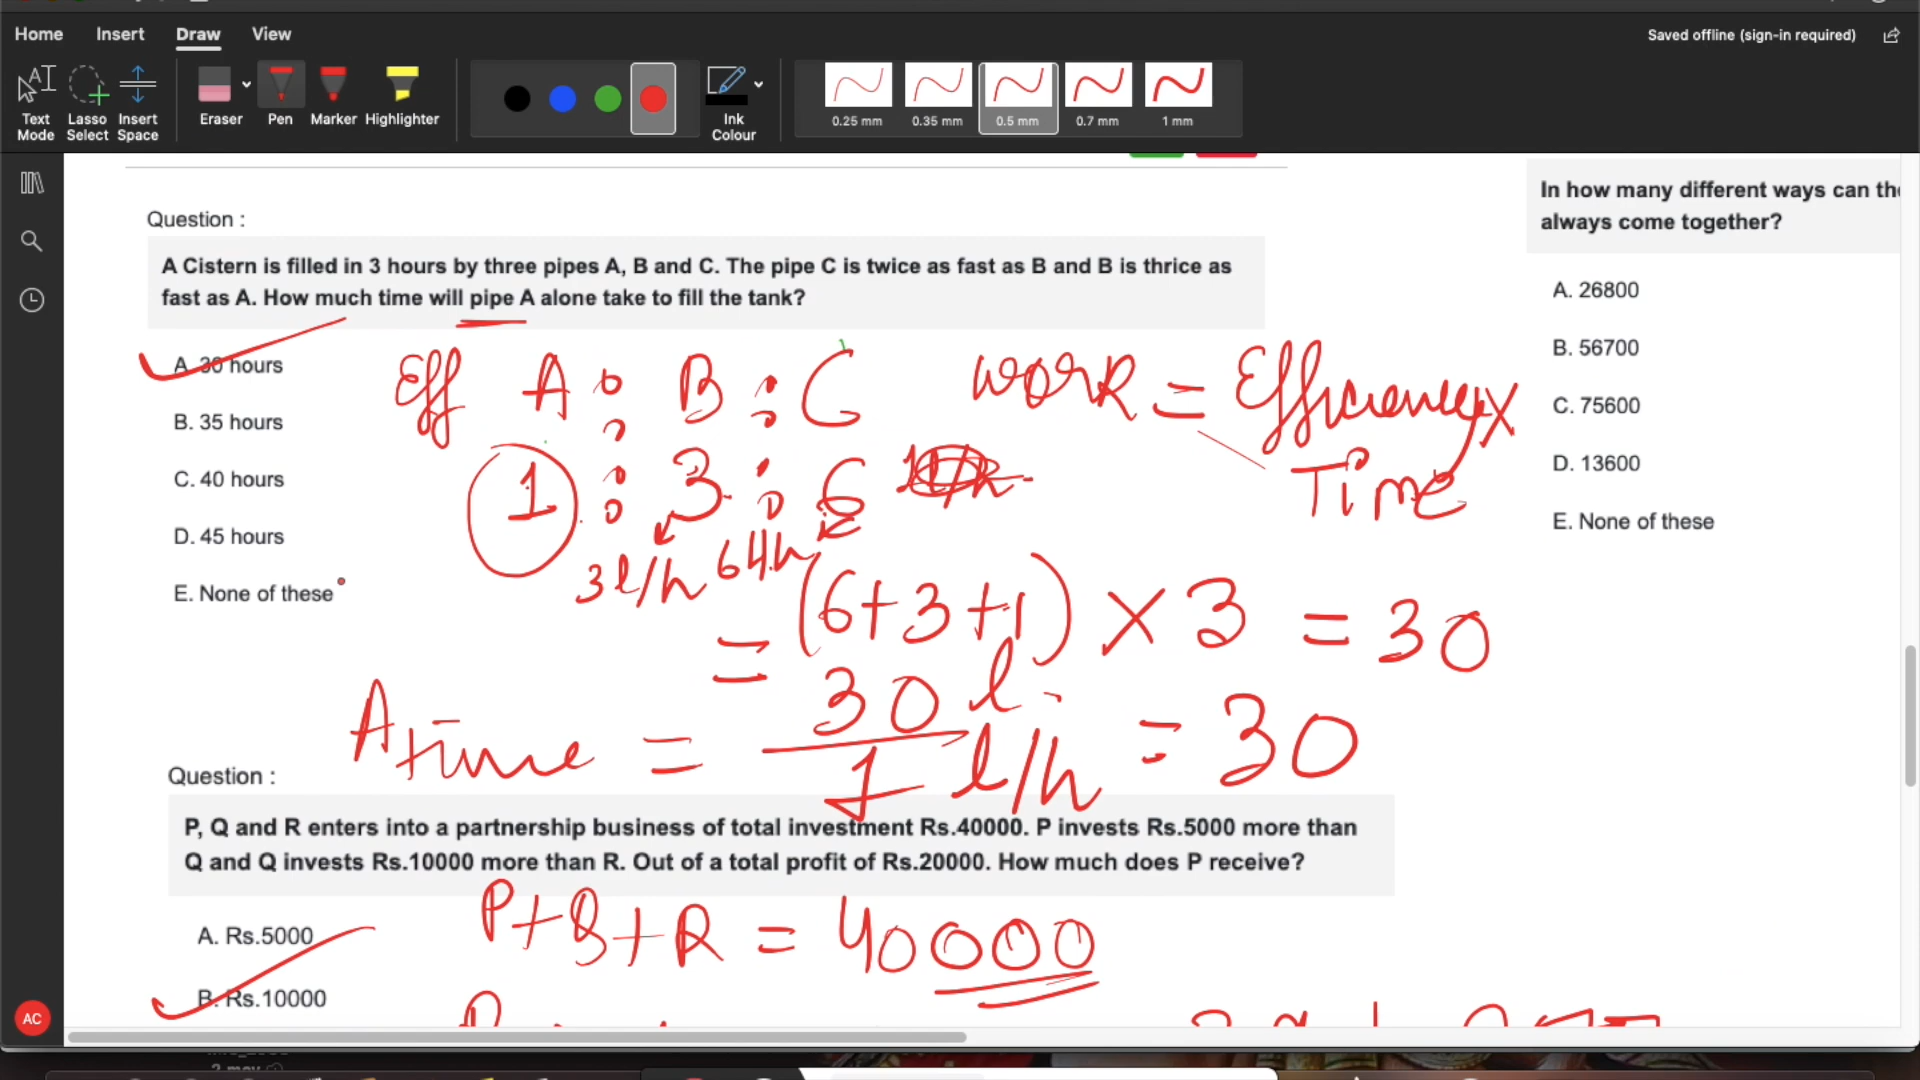 Home Insert Draw View
Saved offline (sign-in required)
Text Mode
Lasso Select
Insert Space
Eraser
Pen
Marker
Highlighter
Ink Colour
0.25 mm
0.35 mm
0.5 mm
0.7 mm
1 mm
Question :
A Cistern is filled in 3 hours by three pipes A, B and C. The pipe C is twice as fast as B and B is thrice as
fast as A. How much time will pipe A alone take to fill the tank?
A. 30 hours
B. 35 hours
C. 40 hours
D. 45 hours
E. None of these
Eff A : B : C
1 : 3 : 6
3l/h
work = Efficiency x
Time
= (6+3+1) × 3 = 30
A time = 30 l / 1 l/h = 30
Question :
P, Q and R enters into a partnership business of total investment Rs.40000. P invests Rs.5000 more than
Q and Q invests Rs.10000 more than R. Out of a total profit of Rs.20000. How much does P receive?
A. Rs.5000
B. Rs.10000
P+Q+R = 40000
In how many different ways can
always come together?
A. 26800
B. 56700
C. 75600
D. 13600
E. None of these
AC